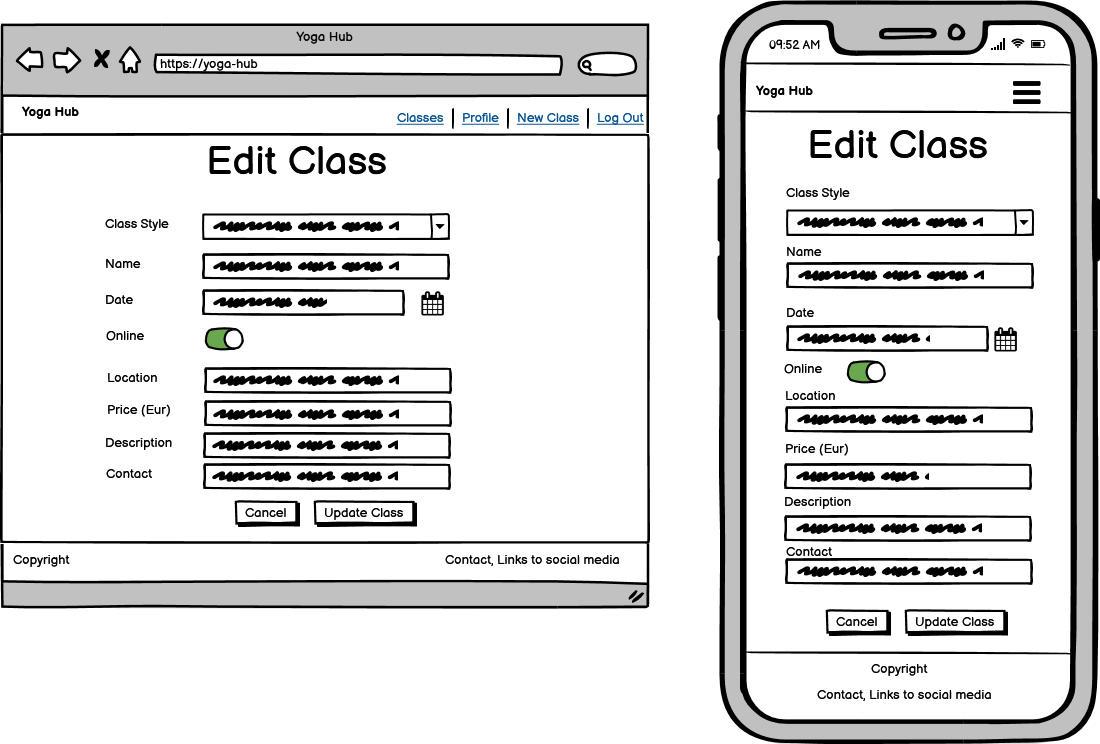 Yoga Hub
https://yoga-hub
Yoga Hub
Classes Profile New Class Log Out
Edit Class
Class Style
Name
Date
Online
Location
Price (Eur)
Description
Contact
Cancel Update Class
Copyright Contact, Links to social media
09:52 AM
Yoga Hub
Edit Class
Class Style
Name
Date
Online
Location
Price (Eur)
Description
Contact
Cancel Update Class
Copyright
Contact, Links to social media